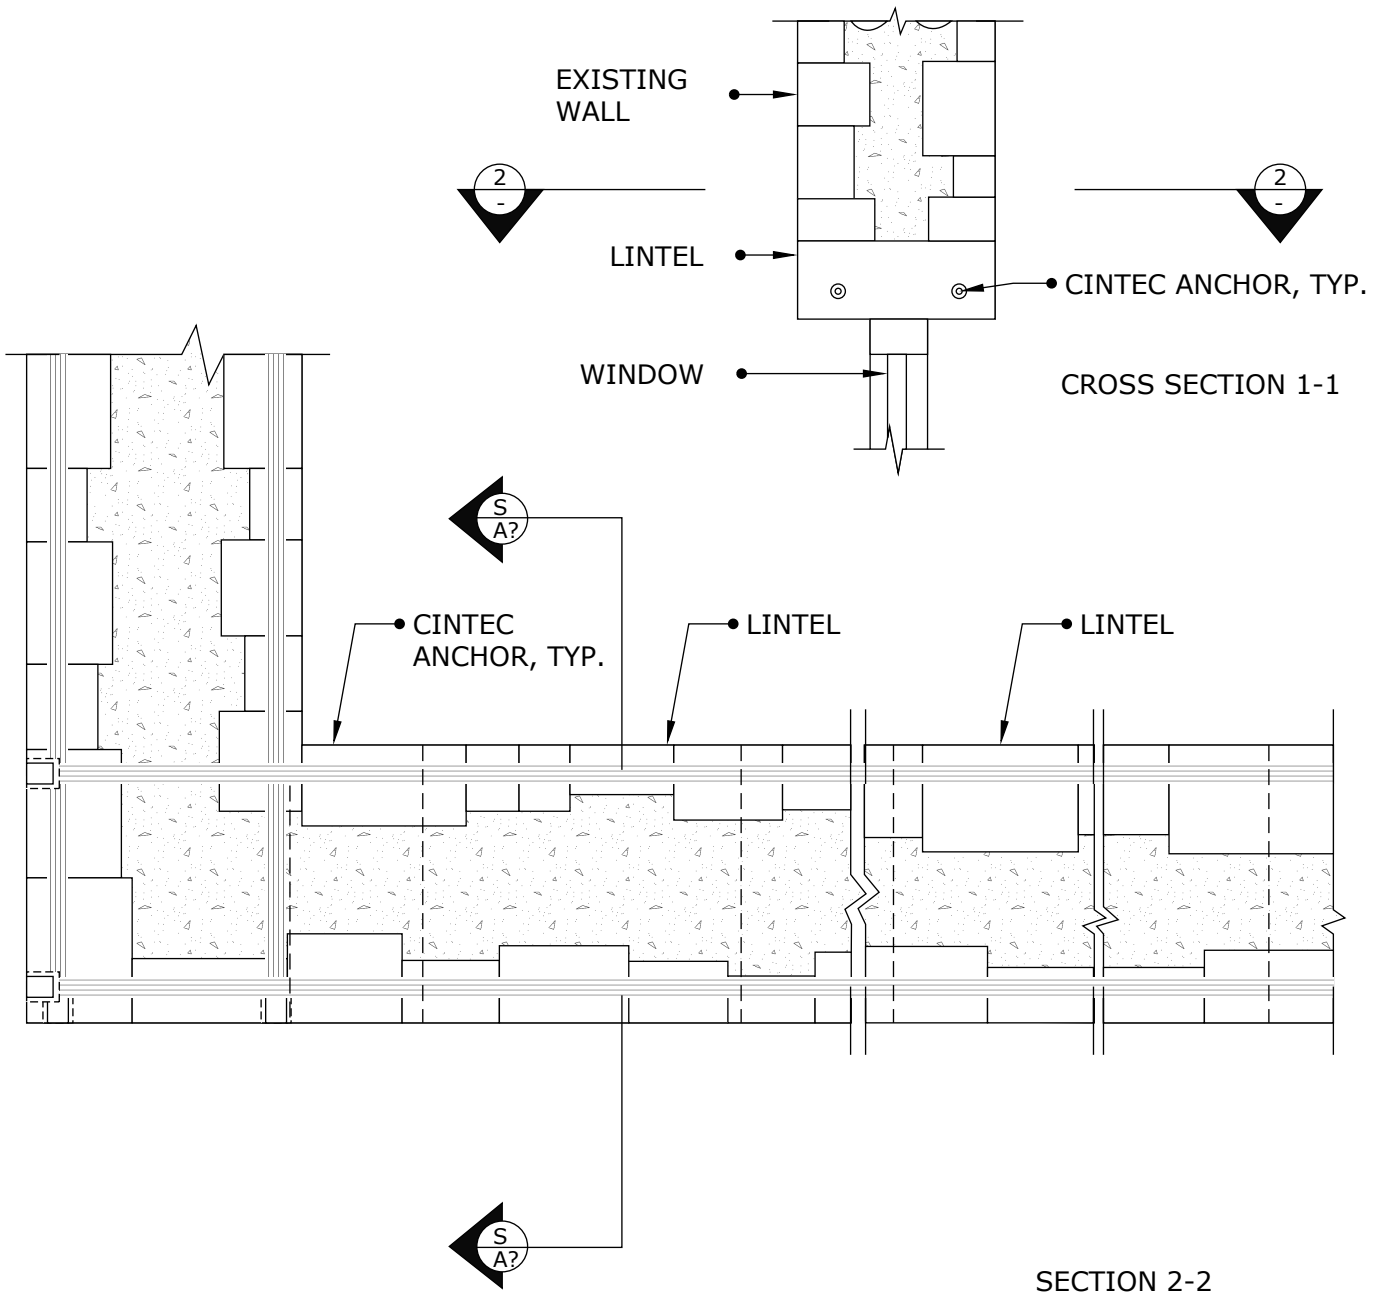 EXISTING
WALL
2
-
2
-
LINTEL
CINTEC ANCHOR, TYP.
WINDOW
CROSS SECTION 1-1
S
A?
CINTEC
ANCHOR, TYP.
LINTEL
LINTEL
S
A?
SECTION 2-2